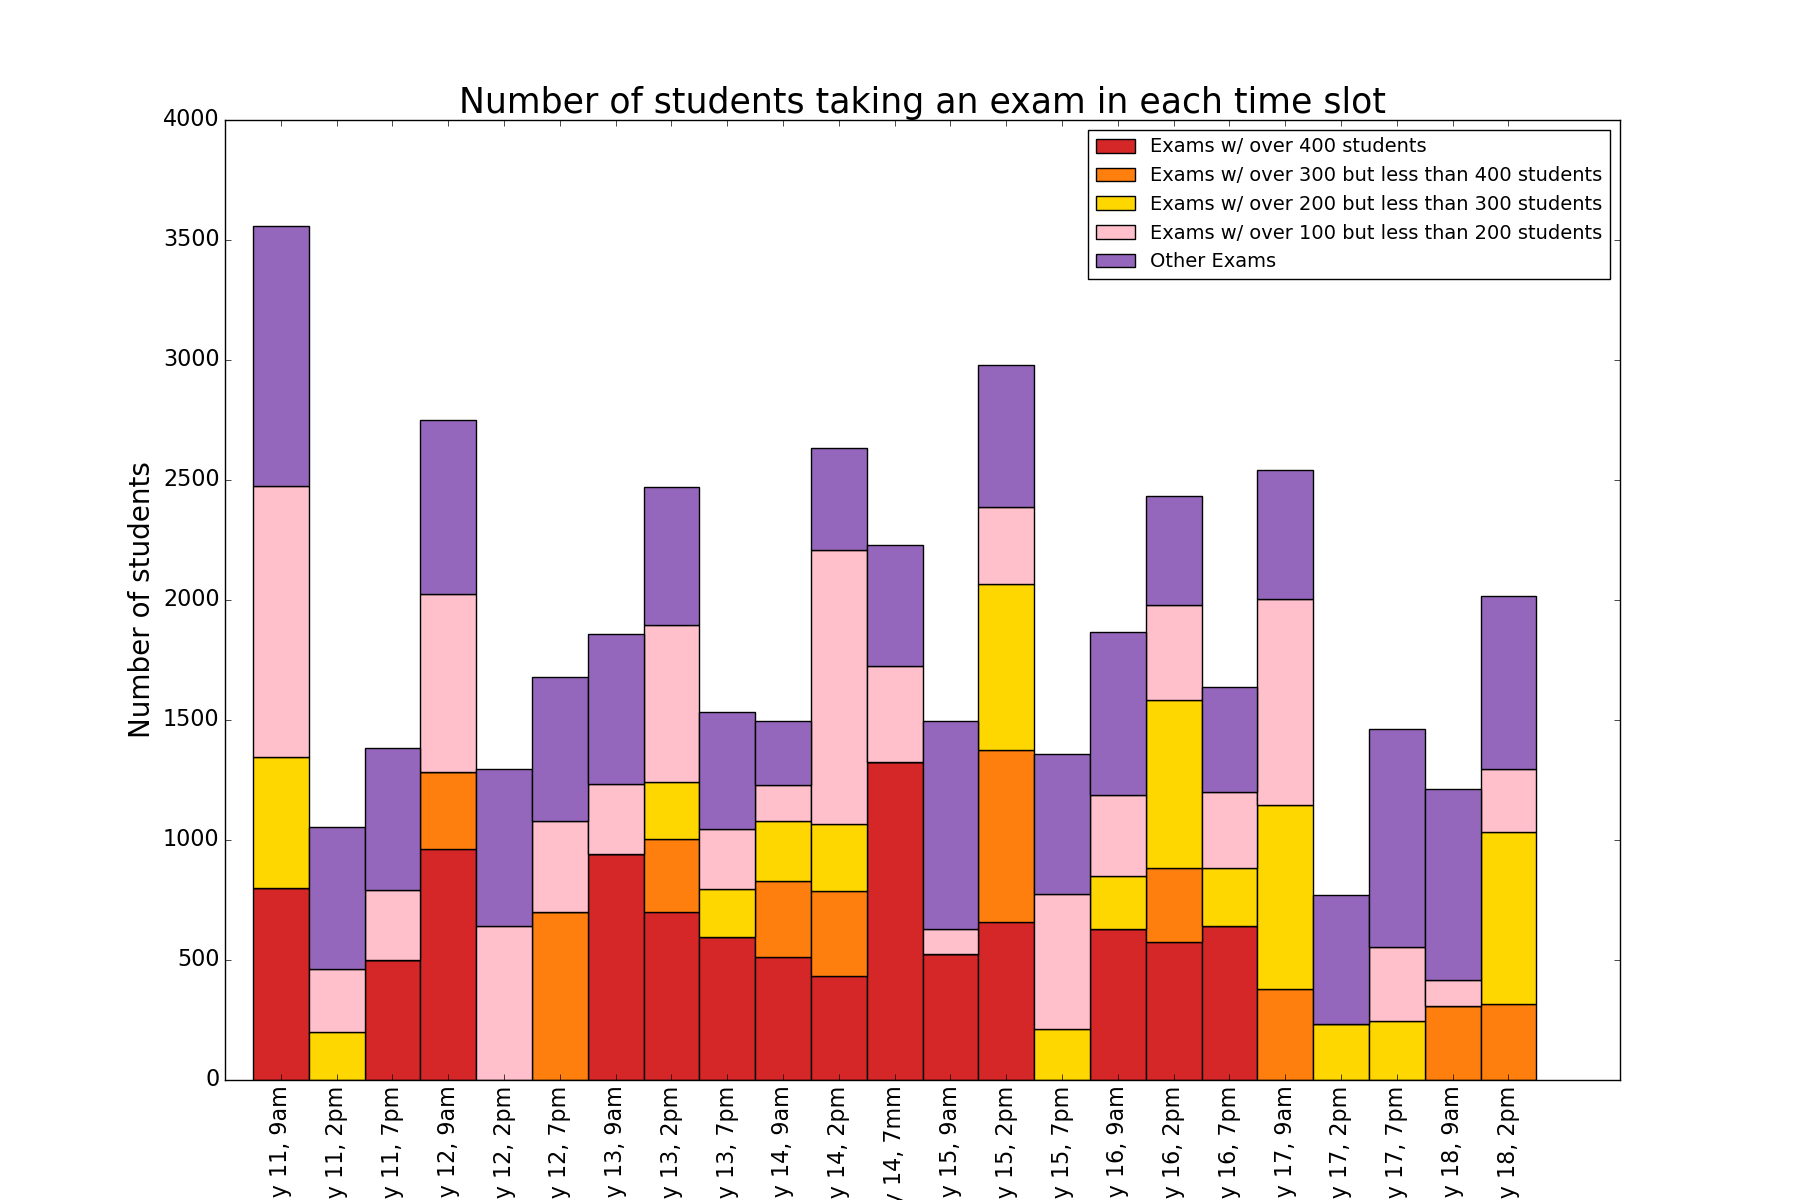 Number of students taking an exam in each time slot
4000
3500
3000
2500
2000
1500
1000
500
0
Number of students
Exams w/ over 400 students
Exams w/ over 300 but less than 400 students
Exams w/ over 200 but less than 300 students
Exams w/ over 100 but less than 200 students
Other Exams
y 11, 9am
y 11, 2pm
y 11, 7pm
y 12, 9am
y 12, 2pm
y 12, 7pm
y 13, 9am
y 13, 2pm
y 13, 7pm
y 14, 9am
y 14, 2pm
y 14, 7mm
y 15, 9am
y 15, 2pm
y 15, 7pm
y 16, 9am
y 16, 2pm
y 16, 7pm
y 17, 9am
y 17, 2pm
y 17, 7pm
y 18, 9am
y 18, 2pm